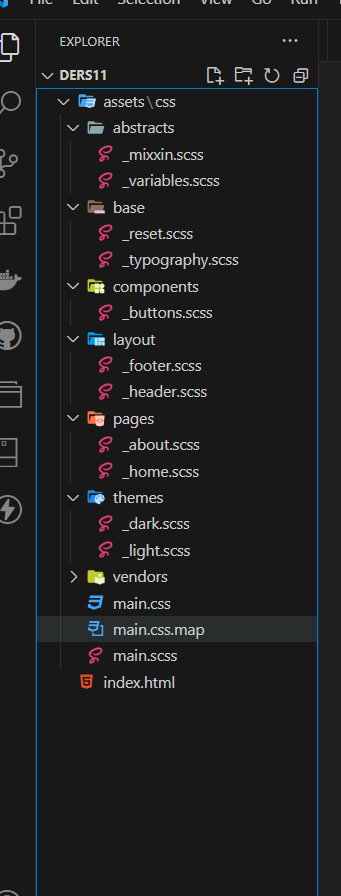 File Edit Selection View Go Run
EXPLORER ...
DERS11
assets\css
abstracts
_mixxin.scss
_variables.scss
base
_reset.scss
_typography.scss
components
_buttons.scss
layout
_footer.scss
_header.scss
pages
_about.scss
_home.scss
themes
_dark.scss
_light.scss
vendors
main.css
main.css.map
main.scss
index.html